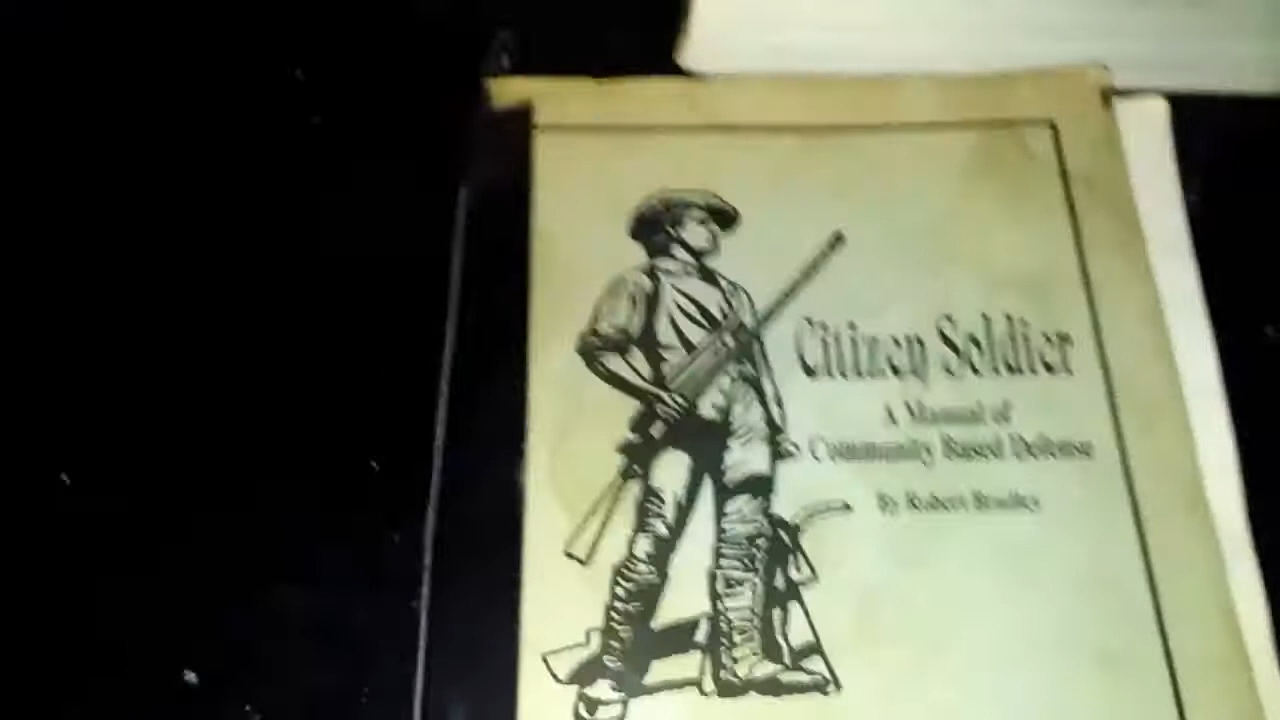 Citizen Soldier
A Manual of
Community Based Defense
By Robert Bradley